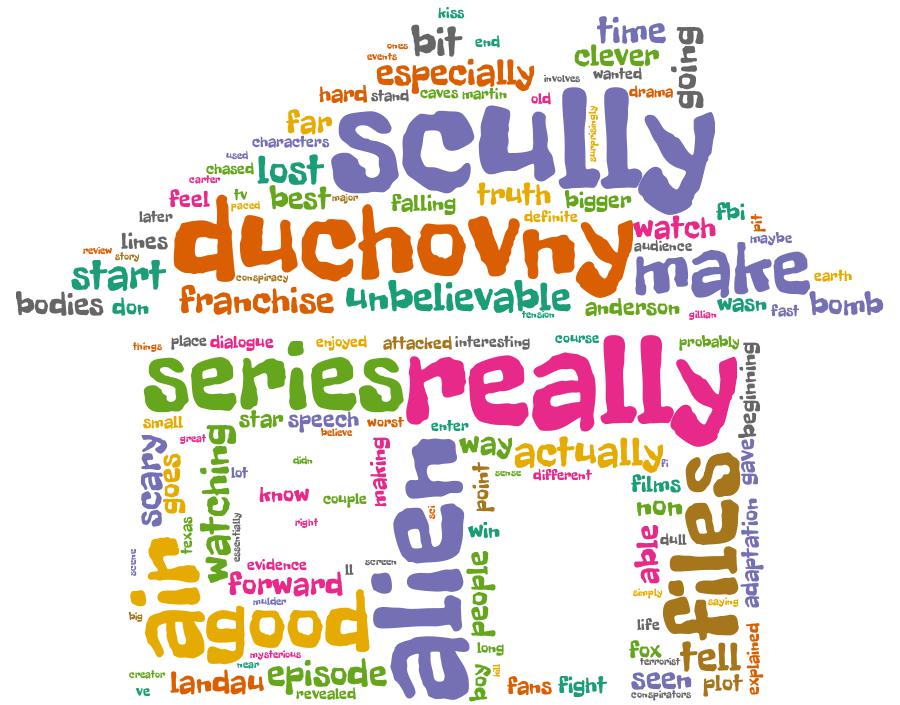 kiss
bit
end
time
going
ones
events
clever
especially
involves
wanted
hard
stand
caves
martin
old
drama
far
scully
surprisingly
characters
used
chased
lost
carter
feel
tv
paced
best
major
falling
truth
bigger
definite
later
duchovny
watch
fbi
pit
lines
review
story
audience
maybe
start
conspiracy
make
earth
bodies
don
franchise
unbelievable
tension
anderson
gillian
wasn
fast
bomb
things
place
dialogue
enjoyed
attacked
interesting
course
probably
series
really
beginning
small
star
speech
worst
believe
enter
great
scary
goes
watching
didn
making
way
actually
fi
gave
lot
sense
different
point
films
know
couple
sci
non
files
texas
right
essentially
alien
win
able
dull
adaptation
scene
evidence
ll
screen
forward
people
simply
saying
mulder
ain
good
big
life
mysterious
near
long
fox
terrorist
tell
explained
creator
ve
landau
episode
revealed
boy
kill
fans
fight
seen
conspirators
plot